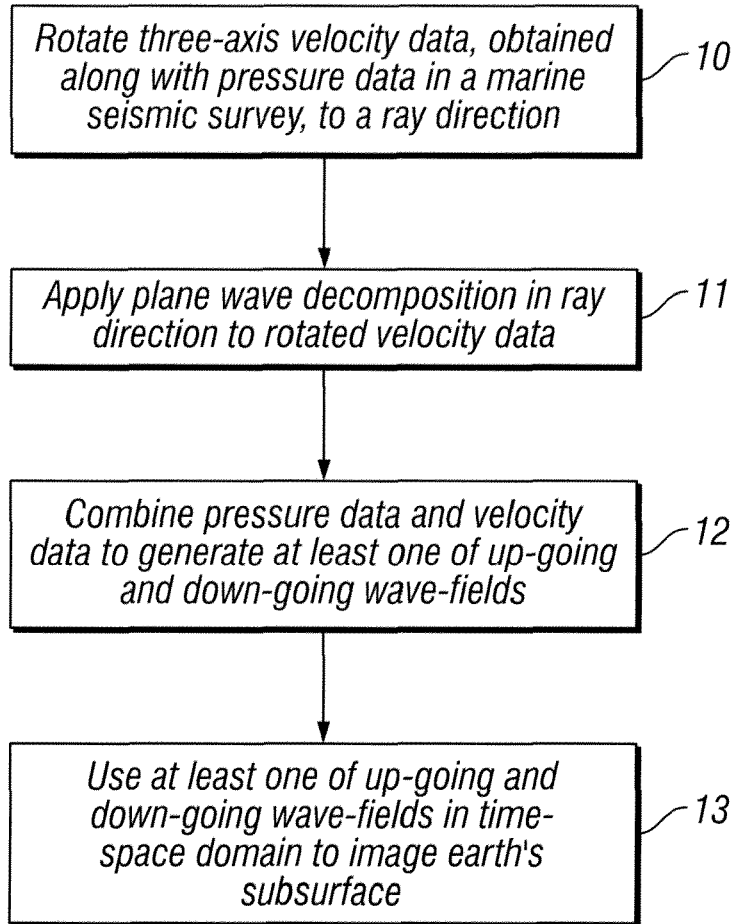 Rotate three-axis velocity data, obtained
along with pressure data in a marine
seismic survey, to a ray direction
10
Apply plane wave decomposition in ray
direction to rotated velocity data
11
Combine pressure data and velocity
data to generate at least one of up-going
and down-going wave-fields
12
Use at least one of up-going and
down-going wave-fields in time-
space domain to image earth's
subsurface
13